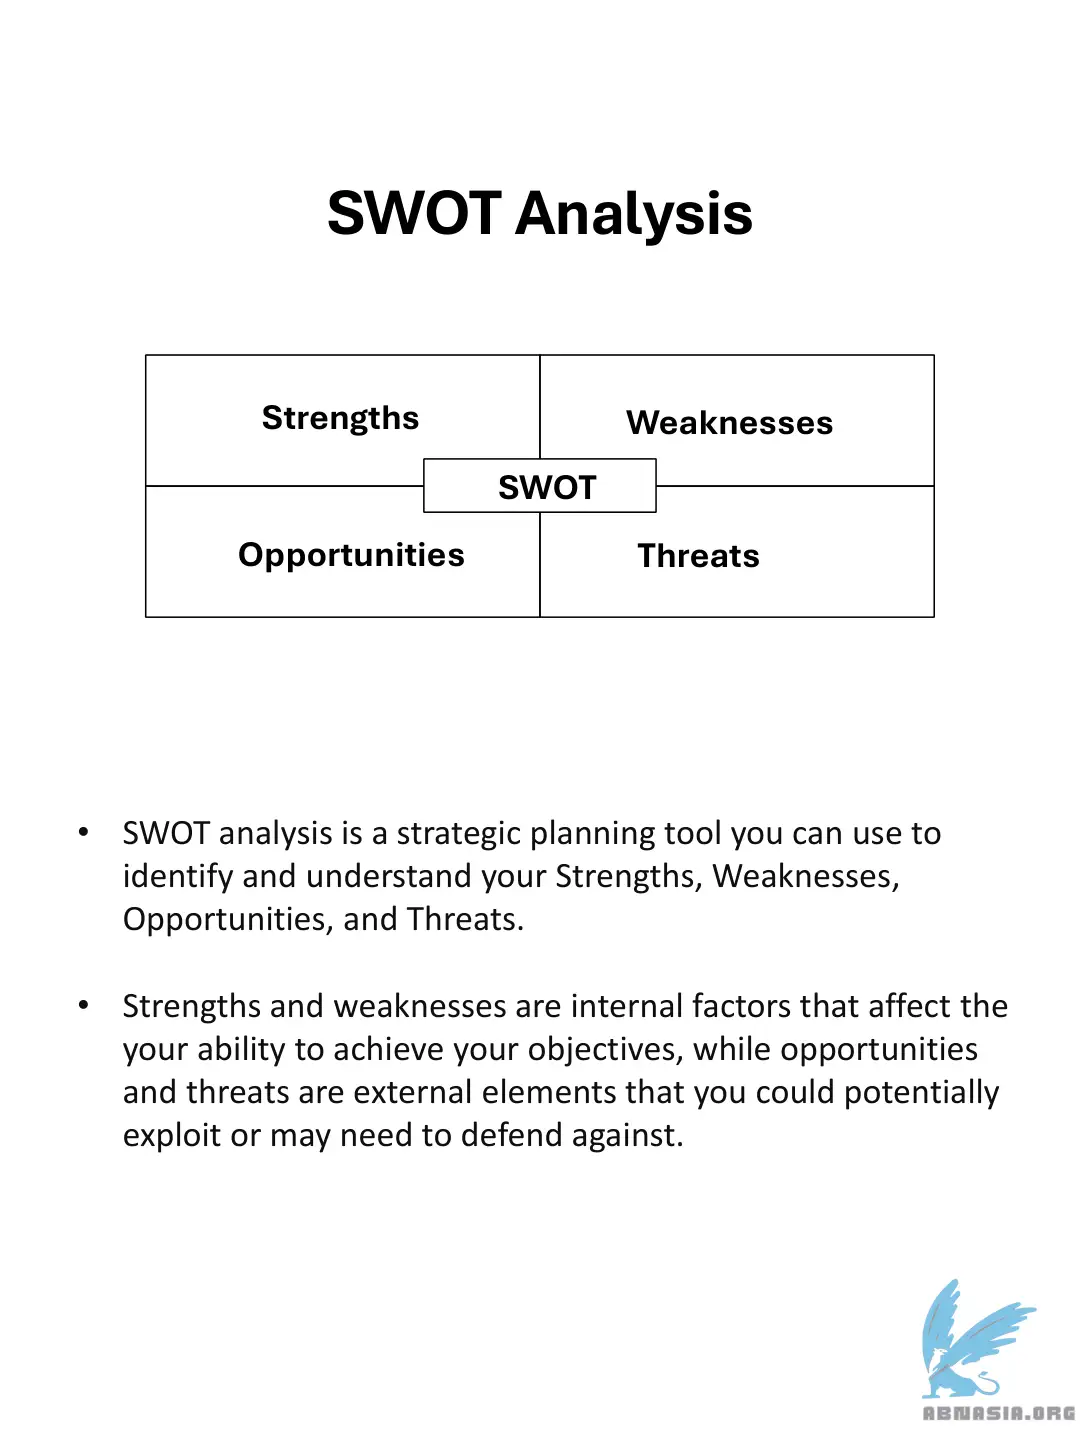 SWOT Analysis
Strengths
Weaknesses
SWOT
Opportunities
Threats
• SWOT analysis is a strategic planning tool you can use to
identify and understand your Strengths, Weaknesses,
Opportunities, and Threats.
• Strengths and weaknesses are internal factors that affect the
your ability to achieve your objectives, while opportunities
and threats are external elements that you could potentially
exploit or may need to defend against.
ABNASIA.ORG